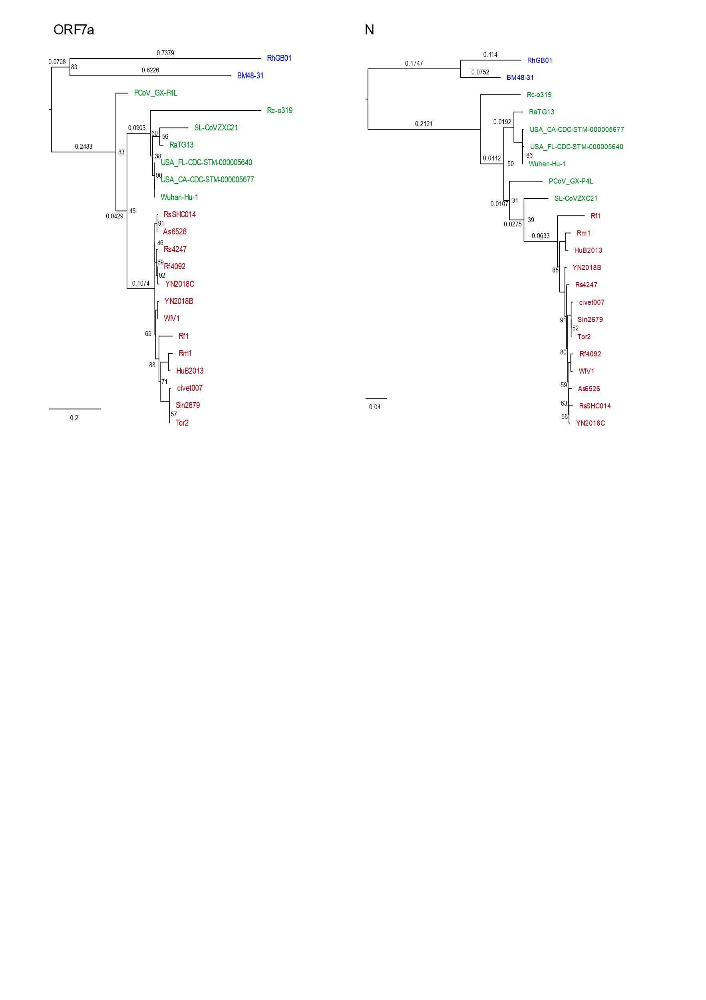 ORF7a
0.7379
RhGB01
0.0708
83
0.6226
BM48-31
PCoV_GX-P4L
Rc-o319
0.0903
60
SL-CoVZXC21
56
RaTG13
0.2483
83
38
USA_FL-CDC-STM-000005640
90
USA_CA-CDC-STM-000005677
Wuhan-Hu-1
0.0429
45
RsSHC014
91
As6526
46
Rs4247
69
Rf4092
92
YN2018C
0.1074
YN2018B
WIV1
69
Rf1
Rm1
88
HuB2013
71
civet007
Sin2679
57
Tor2
0.2
N
0.114
RhGB01
0.1747
0.0752
BM48-31
Rc-o319
RaTG13
0.0192
USA_CA-CDC-STM-000005677
0.2121
USA_FL-CDC-STM-000005640
86
Wuhan-Hu-1
0.0442
50
PCoV_GX-P4L
0.0107
31
SL-CoVZXC21
Rf1
0.0275
39
Rm1
0.0633
HuB2013
85
YN2018B
Rs4247
civet007
91
Sin2679
52
Tor2
80
Rf4092
WIV1
59
As6526
63
RsSHC014
66
YN2018C
0.04